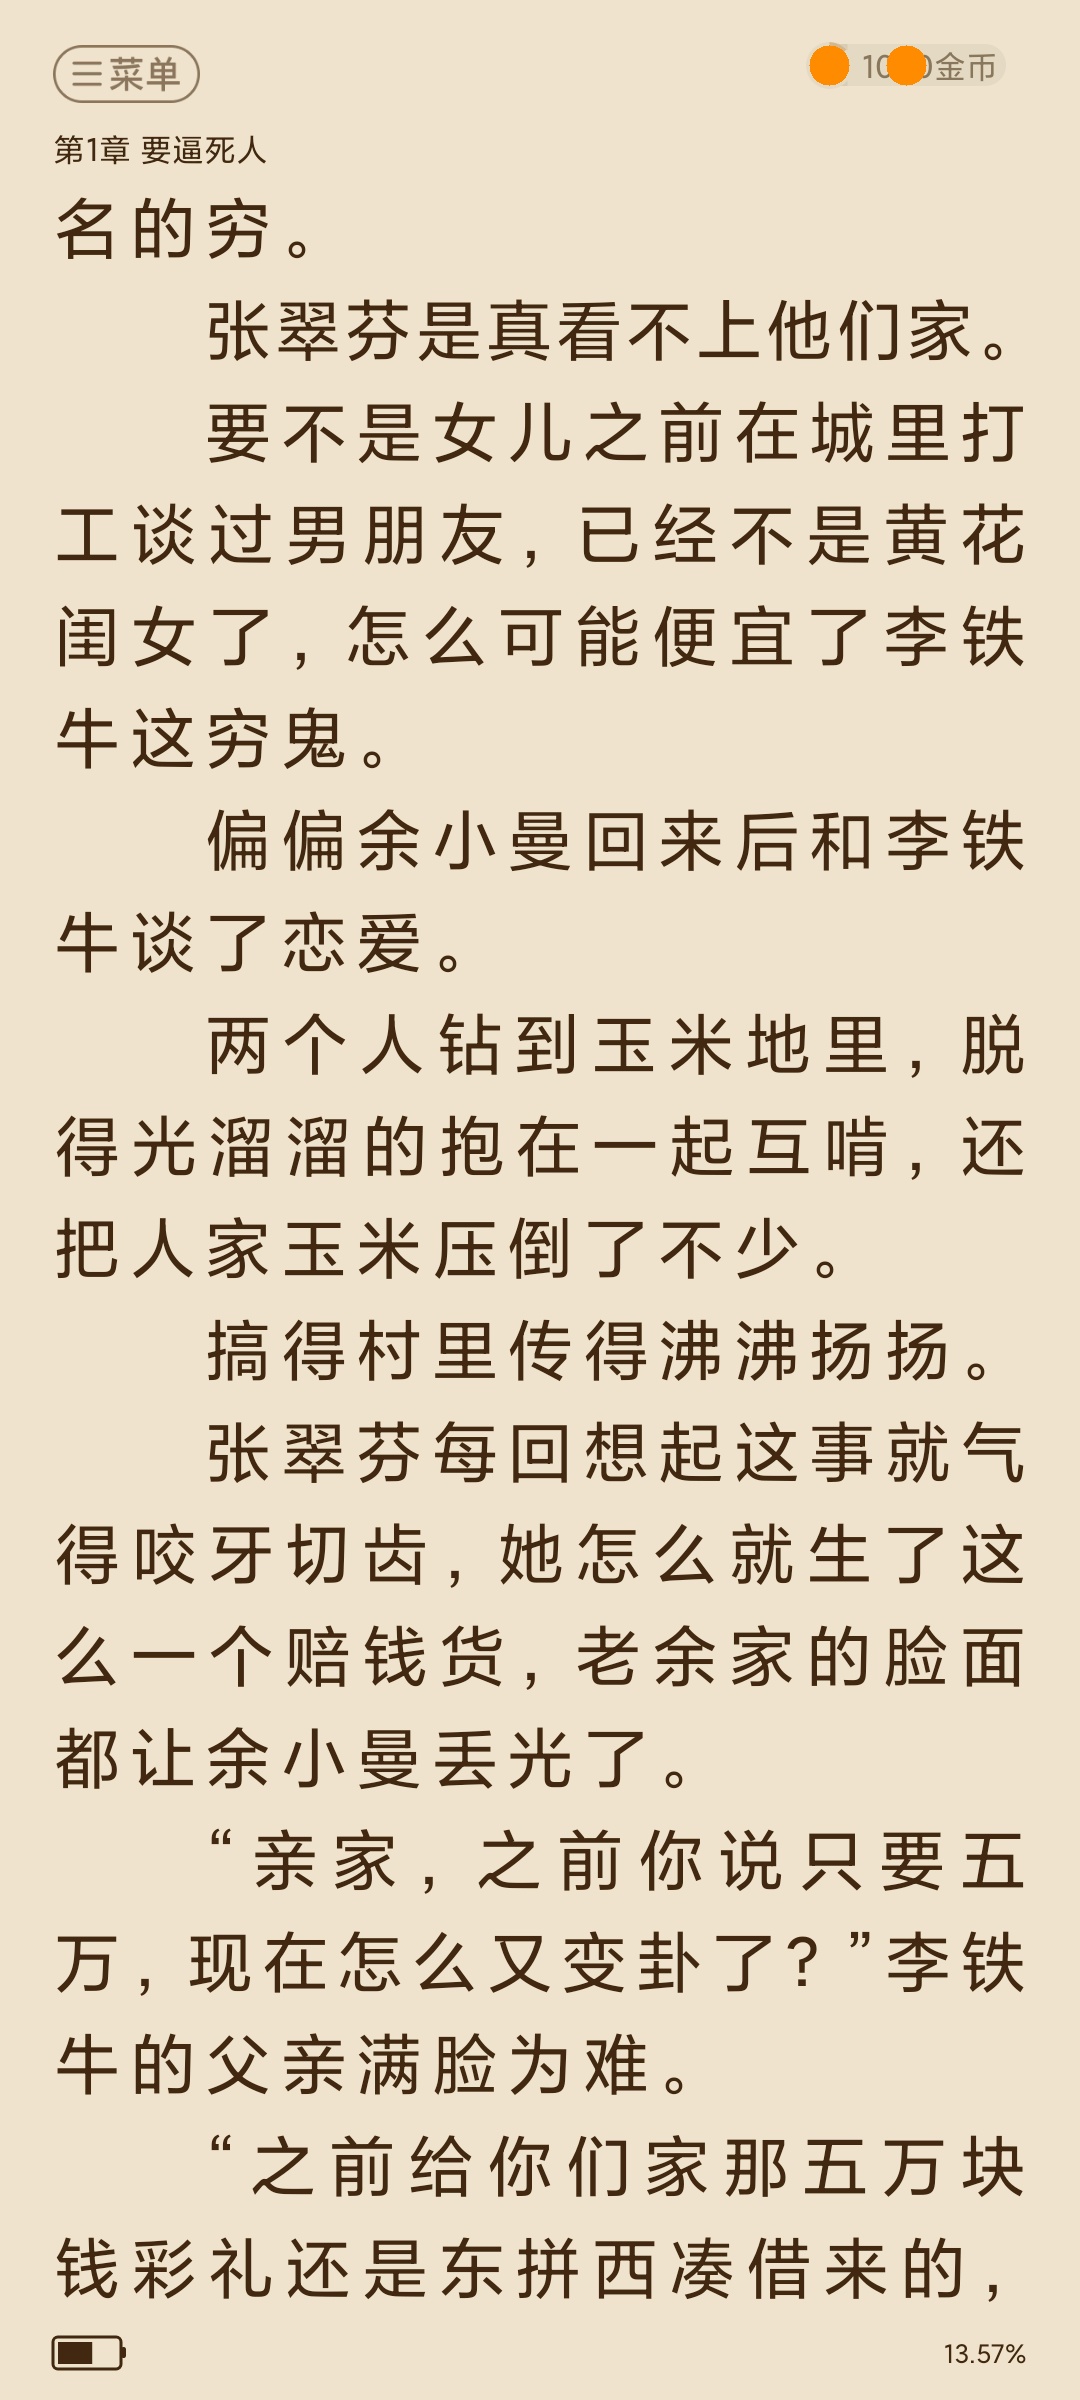 菜单
金币
第1章 要逼死人
名的穷。
张翠芬是真看不上他们家。
要不是女儿之前在城里打
工谈过男朋友，已经不是黄花
闺女了，怎么可能便宜了李铁
牛这穷鬼。
偏偏余小曼回来后和李铁
牛谈了恋爱。
两个人钻到玉米地里，脱
得光溜溜的抱在一起互啃，还
把人家玉米压倒了不少。
搞得村里传得沸沸扬扬。
张翠芬每回想起这事就气
得咬牙切齿，她怎么就生了这
么一个赔钱货，老余家的脸面
都让余小曼丢光了。
“亲家，之前你说只要五
万，现在怎么又变卦了？”李铁
牛的父亲满脸为难。
“之前给你们家那五万块
钱彩礼还是东拼西凑借来的，
13.57%